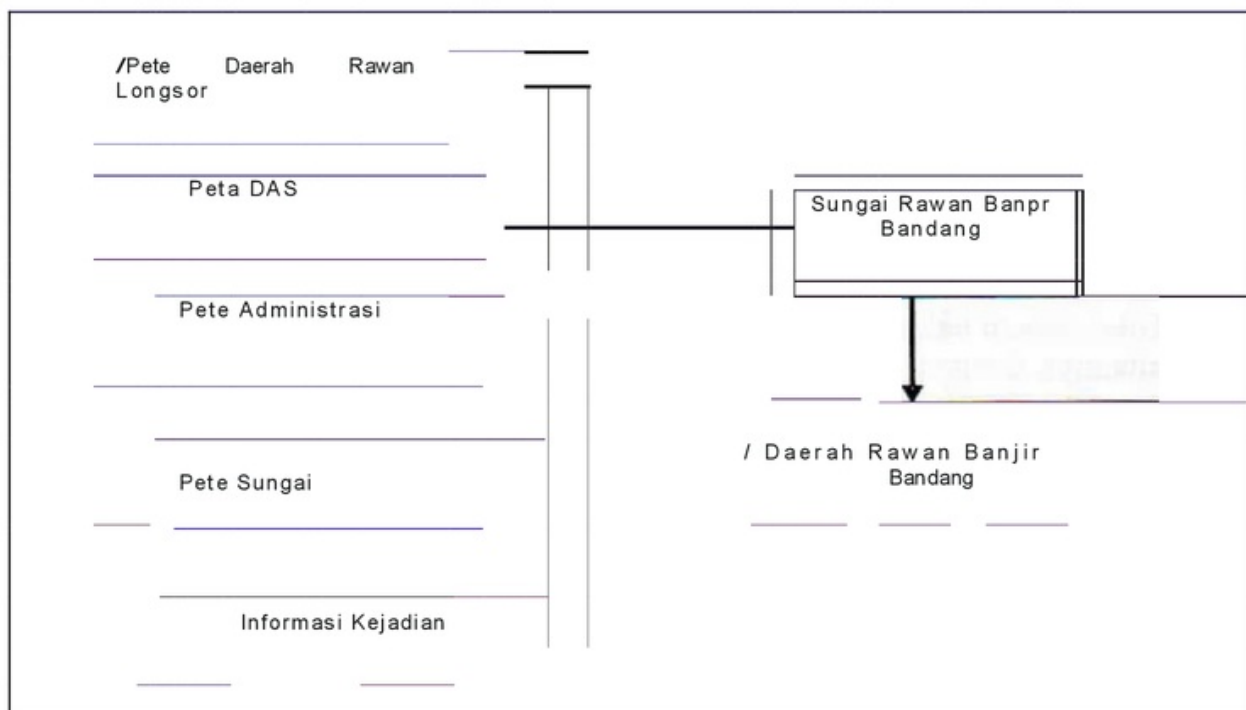 /Pete Daerah Rawan
Longsor
Peta DAS
Sungai Rawan Banpr
Bandang
Pete Administrasi
/ Daerah Rawan Banjir
Bandang
Pete Sungai
Informasi Kejadian